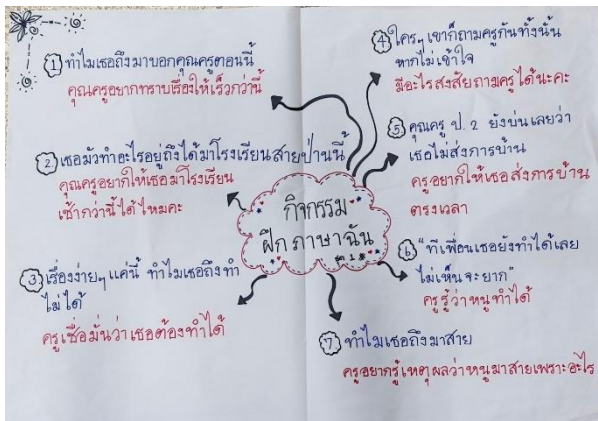 1 ทำไมเธอถึงมาบอกคุณครูตอนนี้
คุณครูอยากทราบเรื่องให้เร็วกว่านี้
2 เธอมัวทำอะไรอยู่ถึงได้มาโรงเรียนสายป่านนี้
คุณครูอยากให้เธอมาโรงเรียน
เช้ากว่านี้ได้ไหมคะ
3 เรื่องง่ายๆ แค่นี้ ทำไมเธอถึงทำ
ไม่ได้
ครูเชื่อมั่นว่าเธอต้องทำได้
กิจกรรม
ฝึกภาษาฉัน
4 ใครๆ เขาก็ถามครูกันทั้งนั้น
หากไม่เข้าใจ
มีอะไรสงสัยถามครูได้นะคะ
5 คุณครู ป. 2 ยังบ่นเลยว่า
เธอไม่ส่งการบ้าน
ครูอยากให้เธอส่งการบ้าน
ตรงเวลา
6 "ทีเพื่อนเธอยังทำได้เลย
ไม่เห็นจะยาก"
ครูรู้ว่าหนูทำได้
7 ทำไมเธอถึงมาสาย
ครูอยากรู้เหตุผลว่าหนูมาสายเพราะอะไร